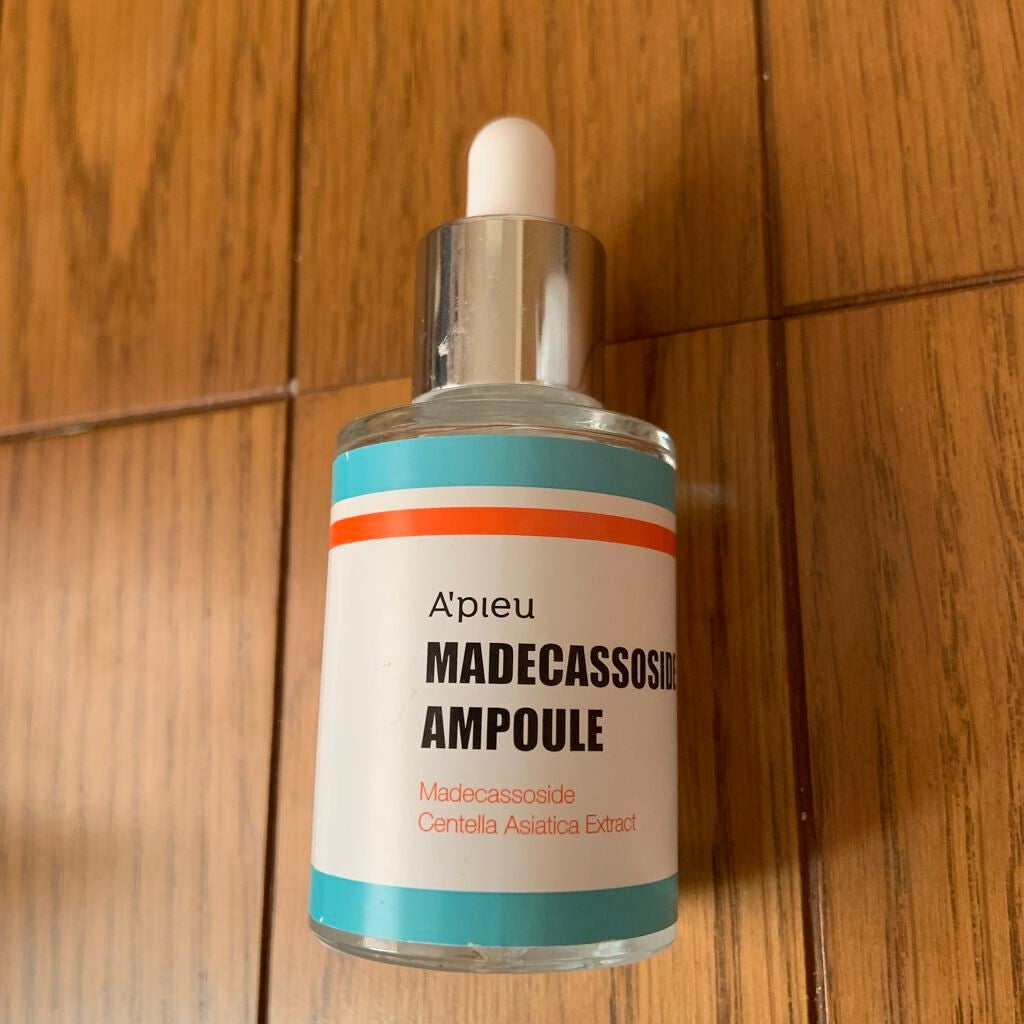 A'pieu
MADECASSOSIDE
AMPOULE
Madecassoside
Centella Asiatica Extract